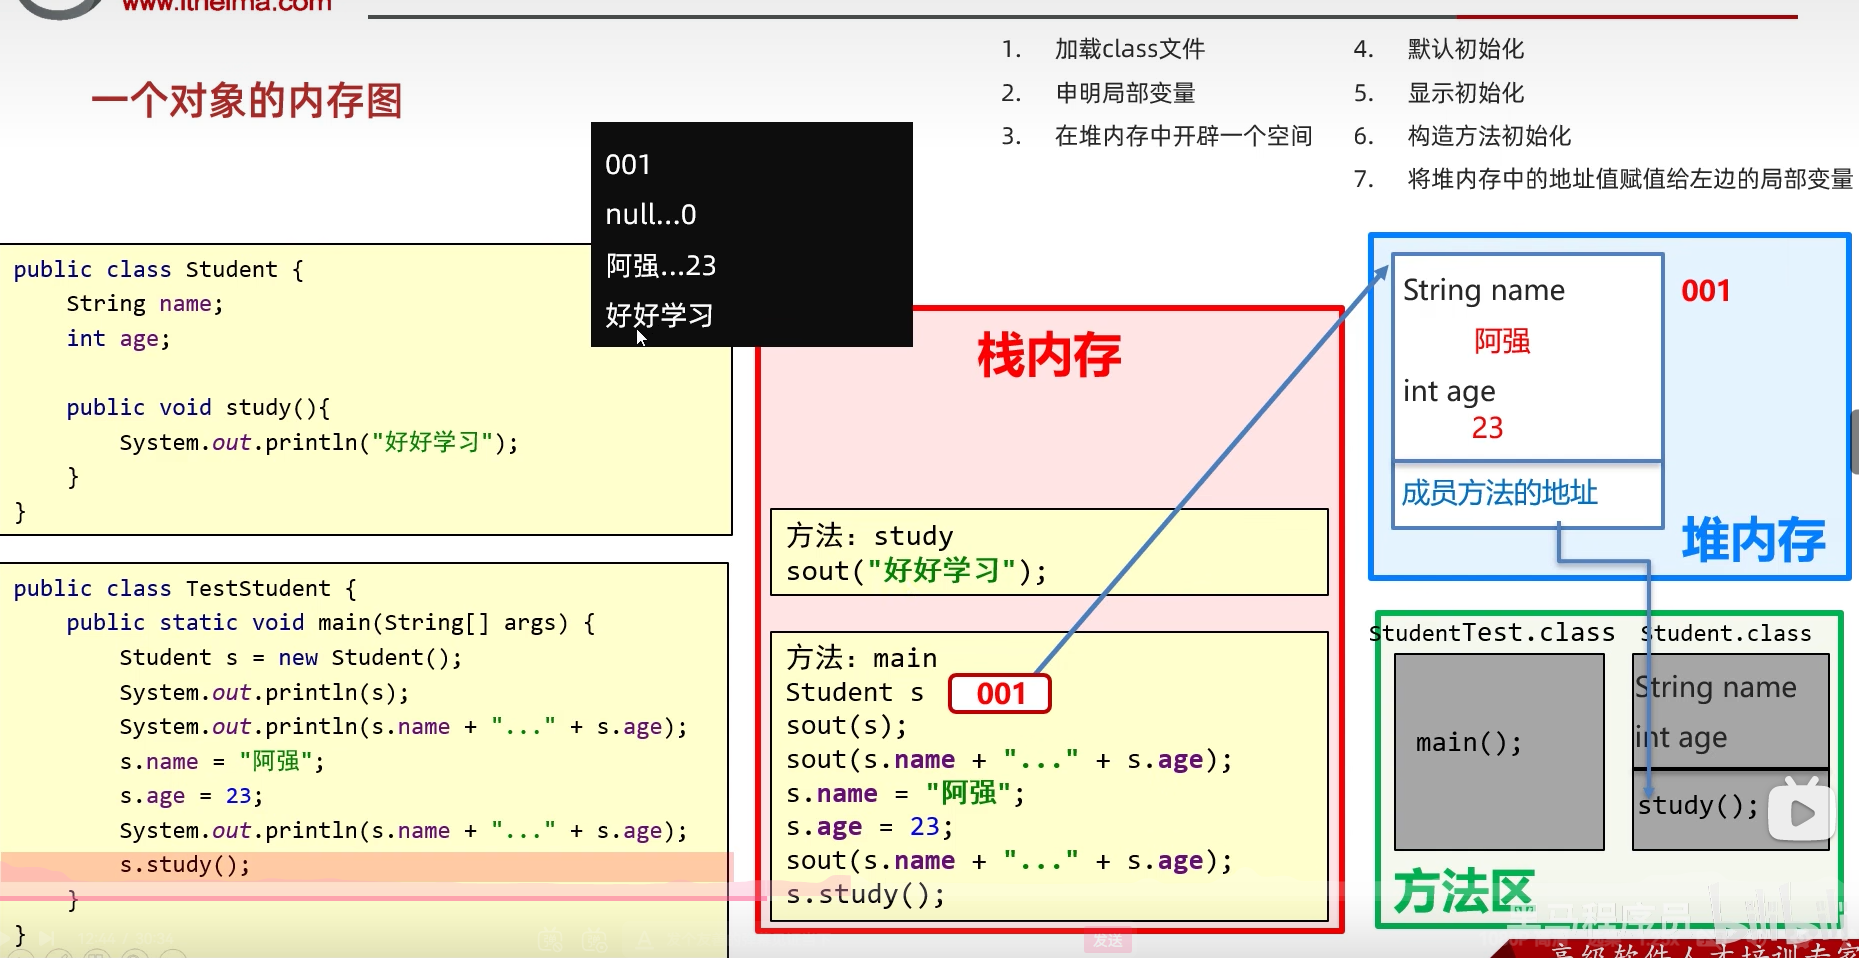 www.itheima.com
一个对象的内存图
1. 加载class文件
2. 申明局部变量
3. 在堆内存中开辟一个空间
4. 默认初始化
5. 显示初始化
6. 构造方法初始化
7. 将堆内存中的地址值赋值给左边的局部变量
001
null...0
阿强...23
好好学习
public class Student {
String name;
int age;
public void study(){
System.out.println("好好学习");
}
}
public class TestStudent {
public static void main(String[] args) {
Student s = new Student();
System.out.println(s);
System.out.println(s.name + "..." + s.age);
s.name = "阿强";
s.age = 23;
System.out.println(s.name + "..." + s.age);
s.study();
}
}
栈内存
方法: study
sout("好好学习");
方法: main
Student s 001
sout(s);
sout(s.name + "..." + s.age);
s.name = "阿强";
s.age = 23;
sout(s.name + "..." + s.age);
s.study();
String name
001
阿强
int age
23
成员方法的地址
堆内存
StudentTest.class
main();
Student.class
String name
int age
study();
方法区
黑马程序员
bilibili
发送
高级软件人才培训专家